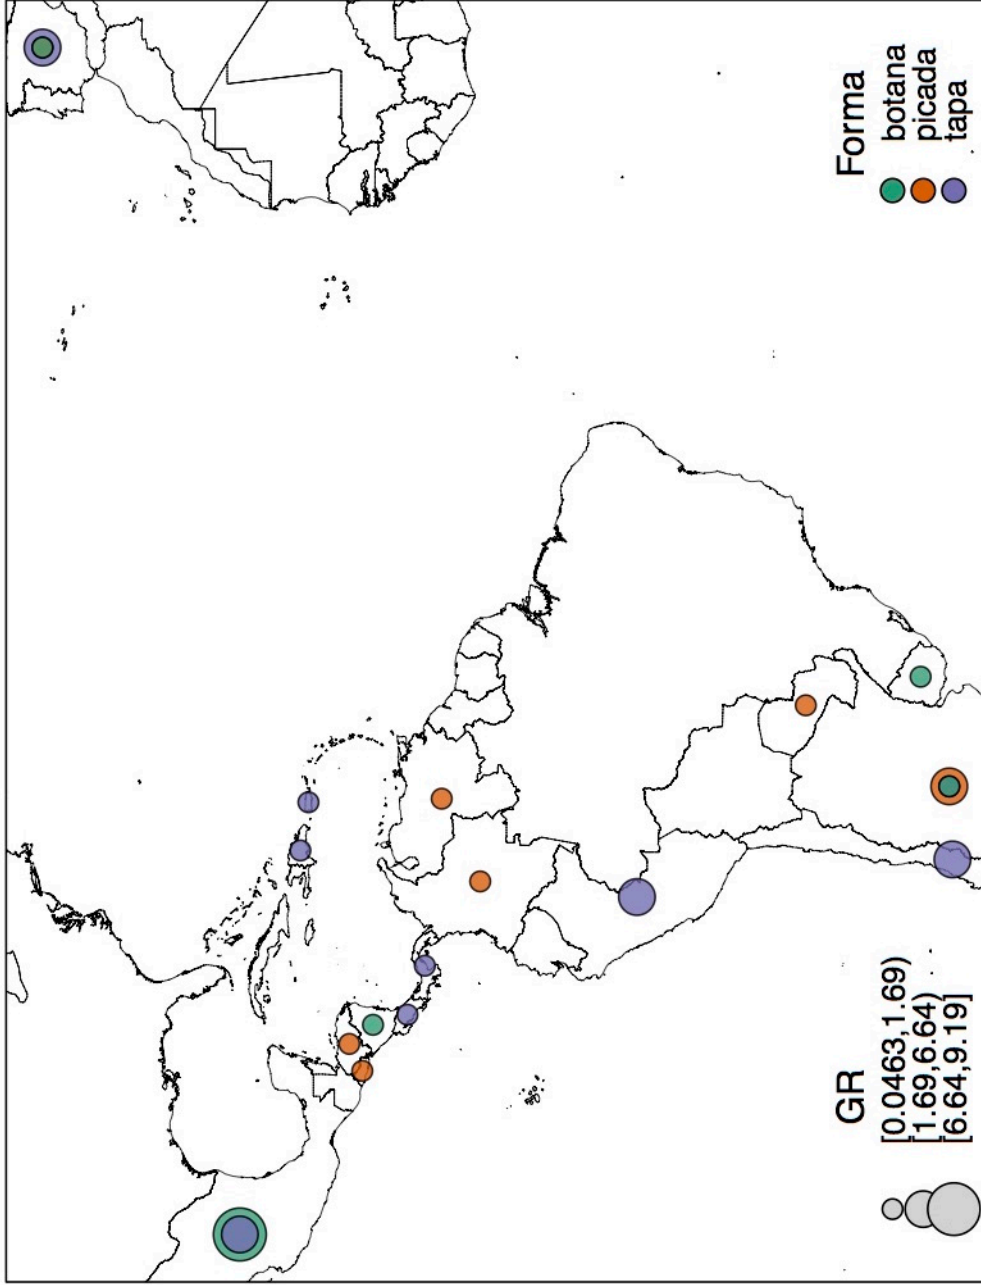 Forma
botana
picada
tapa
GR
[0.0463,1.69)
[1.69,6.64)
[6.64,9.19]